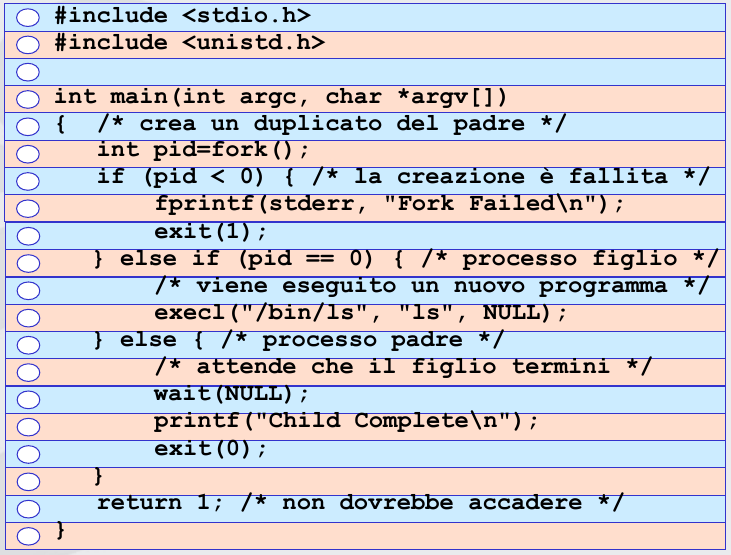 #include <stdio.h>
#include <unistd.h>
int main(int argc, char *argv[])
{  /* crea un duplicato del padre */
   int pid=fork();
   if (pid < 0) { /* la creazione è fallita */
       fprintf(stderr, "Fork Failed\n");
       exit(1);
   } else if (pid == 0) { /* processo figlio */
       /* viene eseguito un nuovo programma */
       execl("/bin/ls", "ls", NULL);
   } else { /* processo padre */
       /* attende che il figlio termini */
       wait(NULL);
       printf("Child Complete\n");
       exit(0);
   }
   return 1; /* non dovrebbe accadere */
}